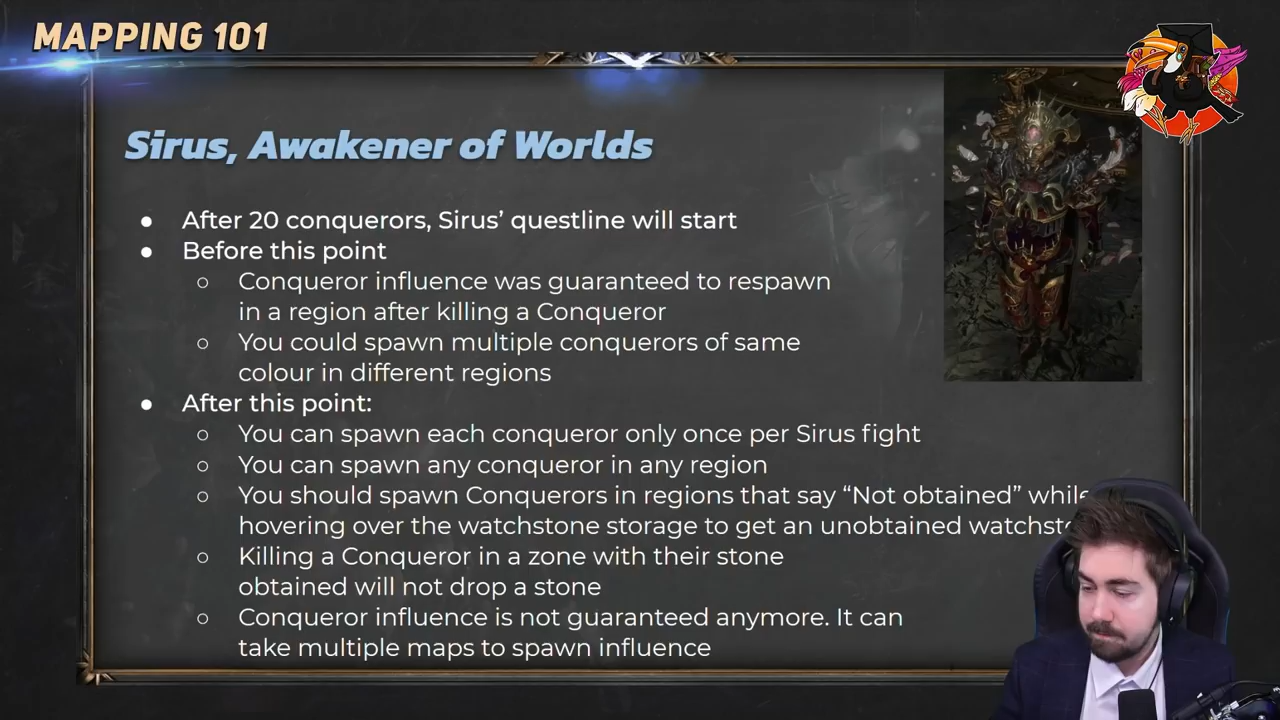 MAPPING 101
Sirus, Awakener of Worlds
● After 20 conquerors, Sirus’ questline will start
● Before this point
○ Conqueror influence was guaranteed to respawn
in a region after killing a Conqueror
○ You could spawn multiple conquerors of same
colour in different regions
● After this point:
○ You can spawn each conqueror only once per Sirus fight
○ You can spawn any conqueror in any region
○ You should spawn Conquerors in regions that say “Not obtained” while
hovering over the watchstone storage to get an unobtained
○ Killing a Conqueror in a zone with their stone
obtained will not drop a stone
○ Conqueror influence is not guaranteed anymore. It can
take multiple maps to spawn influence